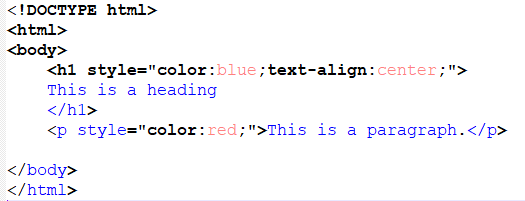 <!DOCTYPE html>
<html>
<body>
<h1 style="color:blue;text-align:center;">
This is a heading
</h1>
<p style="color:red;">This is a paragraph.</p>
</body>
</html>